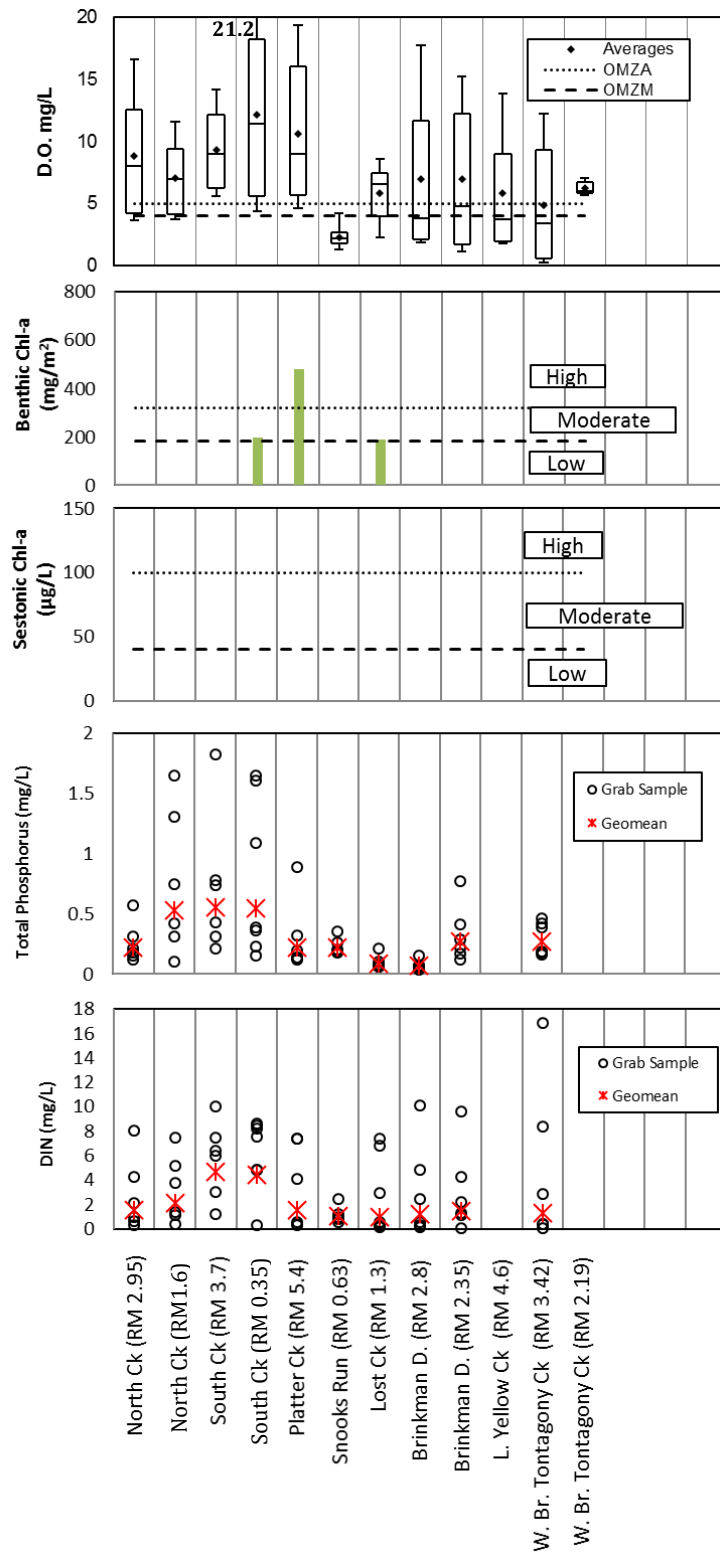 21.2
20
15
10
5
0
D.O. mg/L
Averages
OMZA
OMZM
800
600
400
200
0
Benthic Chl-a
(mg/m²)
High
Moderate
Low
150
100
50
0
Sestonic Chl-a
(µg/L)
High
Moderate
Low
2
1.5
1
0.5
0
Total Phosphorus (mg/L)
Grab Sample
Geomean
18
16
14
12
10
8
6
4
2
0
DIN (mg/L)
Grab Sample
Geomean
North Ck (RM 2.95)
North Ck (RM1.6)
South Ck (RM 3.7)
South Ck (RM 0.35)
Platter Ck (RM 5.4)
Snooks Run (RM 0.63)
Lost Ck (RM 1.3)
Brinkman D. (RM 2.8)
Brinkman D. (RM 2.35)
L. Yellow Ck (RM 4.6)
W. Br. Tontagony Ck (RM 3.42)
W. Br. Tontagony Ck (RM 2.19)